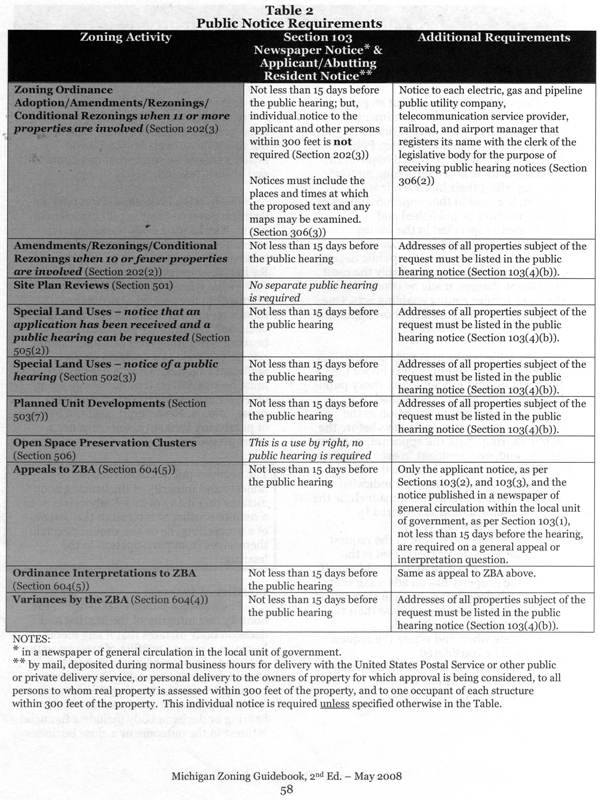 Table 2
Public Notice Requirements
Zoning Activity
Section 103
Newspaper Notice* &
Applicant/Abutting
Resident Notice**
Additional Requirements
Zoning Ordinance
Adoption/Amendments/Rezonings/
Conditional Rezonings when 11 or more
properties are involved (Section 202(3)
Not less than 15 days before
the public hearing; but,
individual notice to the
applicant and other persons
within 300 feet is not
required (Section 202(3))
Notices must include the
places and times at which
the proposed text and any
maps may be examined.
(Section 306(3))
Notice to each electric, gas and pipeline
public utility company,
telecommunication service provider,
railroad, and airport manager that
registers its name with the clerk of the
legislative body for the purpose of
receiving public hearing notices (Section
306(2))
Amendments/Rezonings/Conditional
Rezonings when 10 or fewer properties
are involved (Section 202(2))
Not less than 15 days before
the public hearing
Addresses of all properties subject of the
request must be listed in the public
hearing notice (Section 103(4)(b)).
Site Plan Reviews (Section 501)
No separate public hearing
is required
Special Land Uses – notice that an
application has been received and a
public hearing can be requested (Section
505(2))
Not less than 15 days before
the public hearing
Addresses of all properties subject of the
request must be listed in the public
hearing notice (Section 103(4)(b)).
Special Land Uses – notice of a public
hearing (Section 502(3))
Not less than 15 days before
the public hearing
Addresses of all properties subject of the
request must be listed in the public
hearing notice (Section 103(4)(b)).
Planned Unit Developments (Section
503(7))
Not less than 15 days before
the public hearing
Addresses of all properties subject of the
request must be listed in the public
hearing notice (Section 103(4)(b)).
Open Space Preservation Clusters
(Section 506)
This is a use by right, no
public hearing is required
Appeals to ZBA (Section 604(5))
Not less than 15 days before
the public hearing
Only the applicant notice, as per
Sections 103(2), and 103(3), and the
notice published in a newspaper of
general circulation within the local unit
of government, as per Section 103(1),
not less than 15 days before the hearing,
are required on a general appeal or
interpretation question.
Ordinance Interpretations to ZBA
(Section 604(5))
Not less than 15 days before
the public hearing
Same as appeal to ZBA above.
Variances by the ZBA (Section 604(4))
Not less than 15 days before
the public hearing
Addresses of all properties subject of the
request must be listed in the public
hearing notice (Section 103(4)(b)).
NOTES:
* in a newspaper of general circulation in the local unit of government.
** by mail, deposited during normal business hours for delivery with the United States Postal Service or other public
or private delivery service, or personal delivery to the owners of property for which approval is being considered, to all
persons to whom real property is assessed within 300 feet of the property, and to one occupant of each structure
within 300 feet of the property. This individual notice is required unless specified otherwise in the Table.
Michigan Zoning Guidebook, 2nd Ed. – May 2008
58